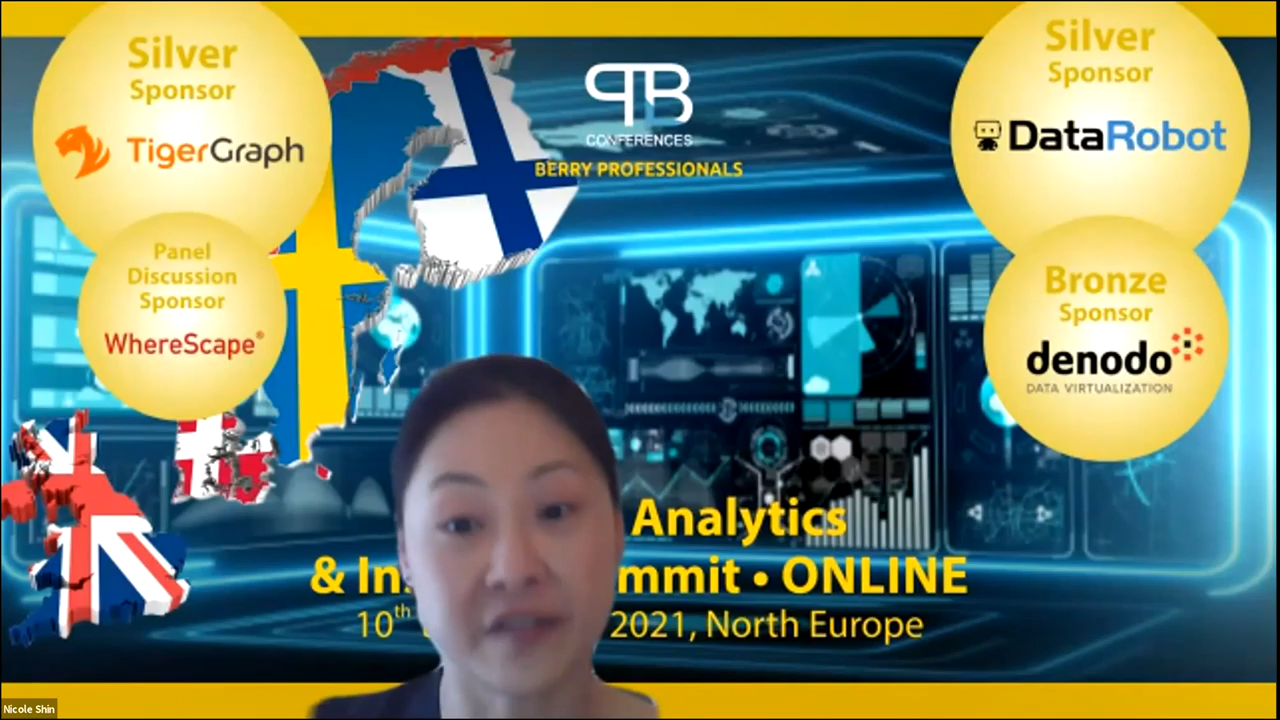 Silver
Sponsor
TigerGraph
Panel
Discussion
Sponsor
WhereScape®
PB
CONFERENCES
BERRY PROFESSIONALS
Silver
Sponsor
DataRobot
Bronze
Sponsor
denodo
DATA VIRTUALIZATION
Analytics
& In mmit • ONLINE
10th 2021, North Europe
Nicole Shin